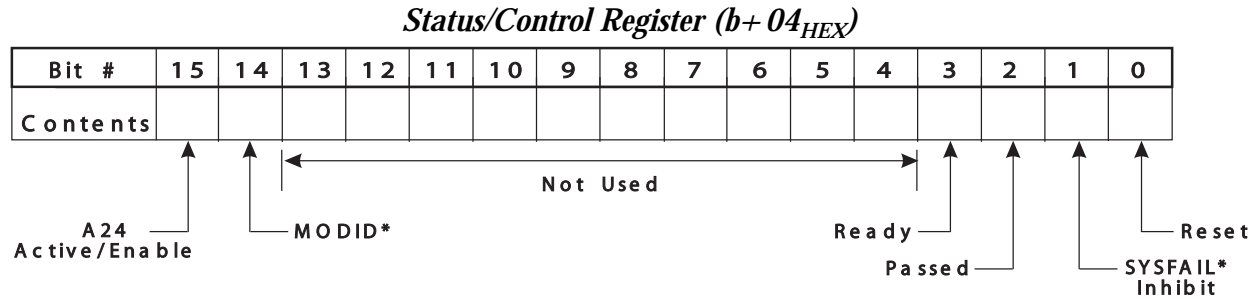 Status/Control Register (b+04HEX)
Bit # 15 14 13 12 11 10 9 8 7 6 5 4 3 2 1 0
Contents
Not Used
A24
Active/Enable
MODID*
Ready
Passed
Reset
SYSFAIL*
Inhibit